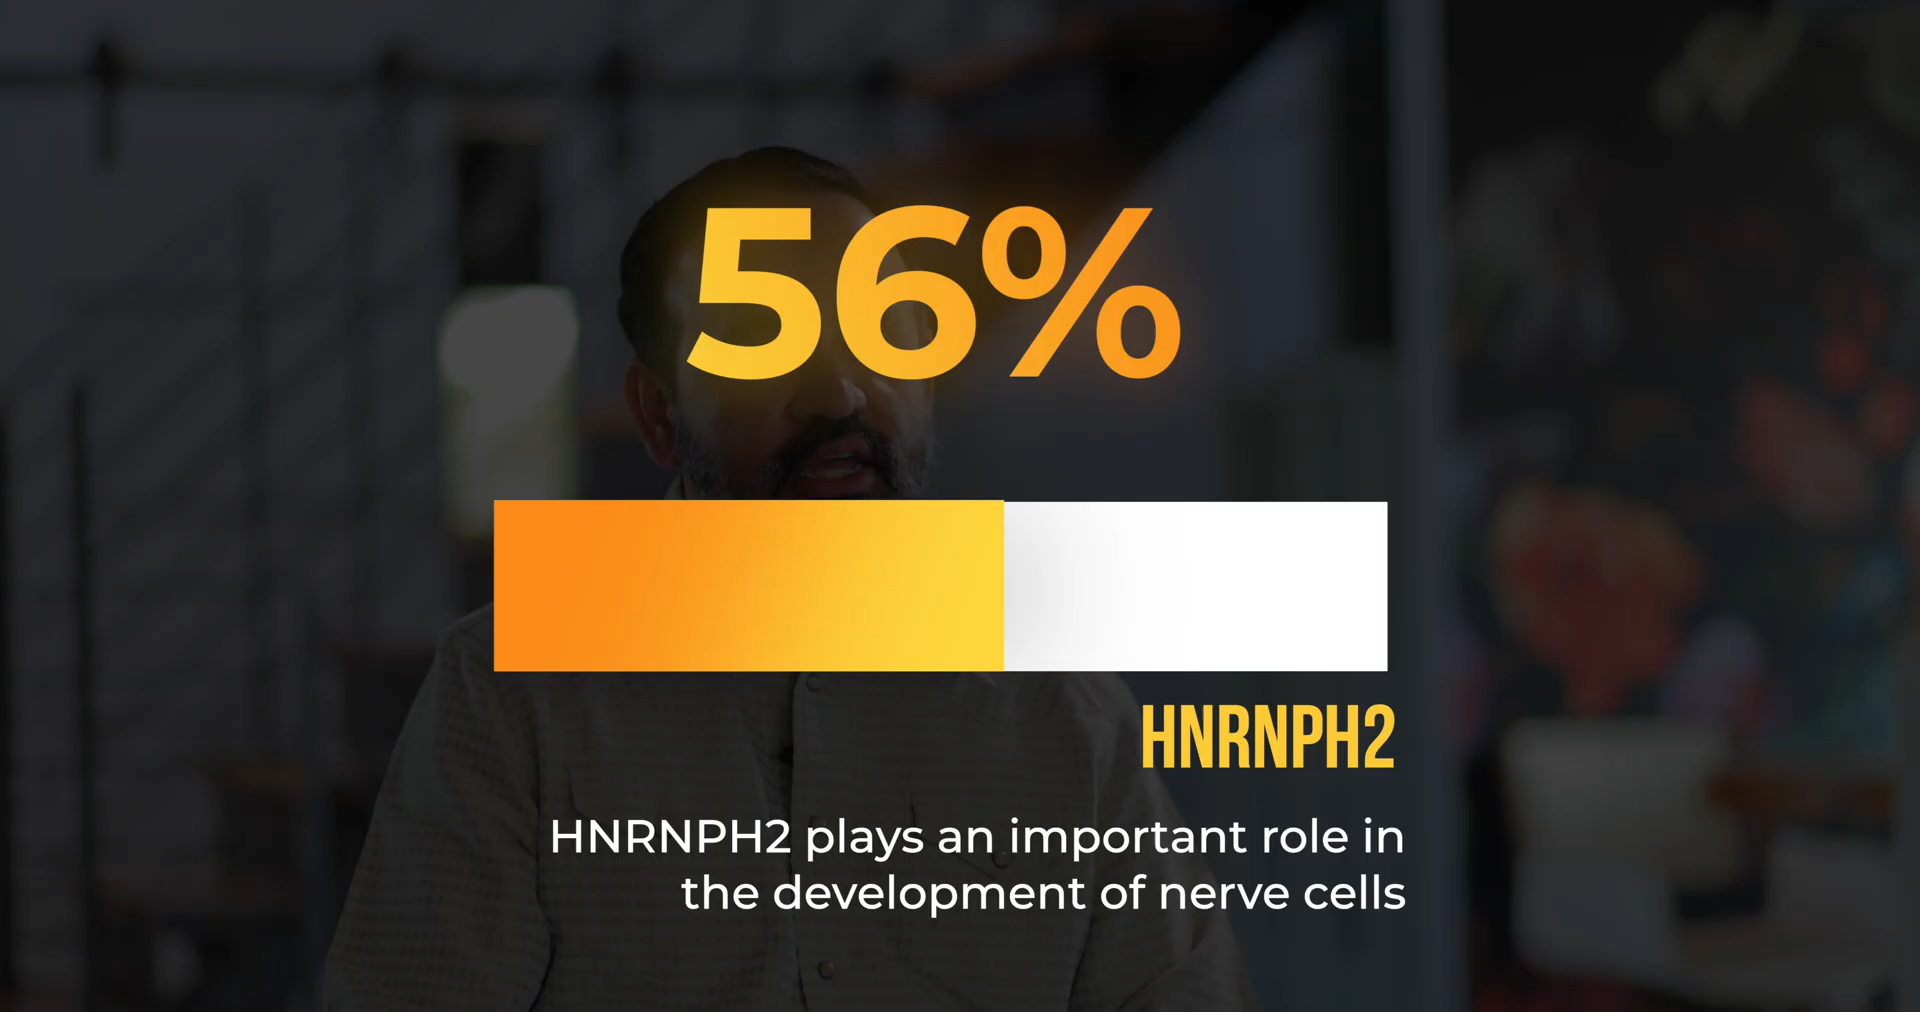 56%
HNRNPH2
HNRNPH2 plays an important role in
the development of nerve cells